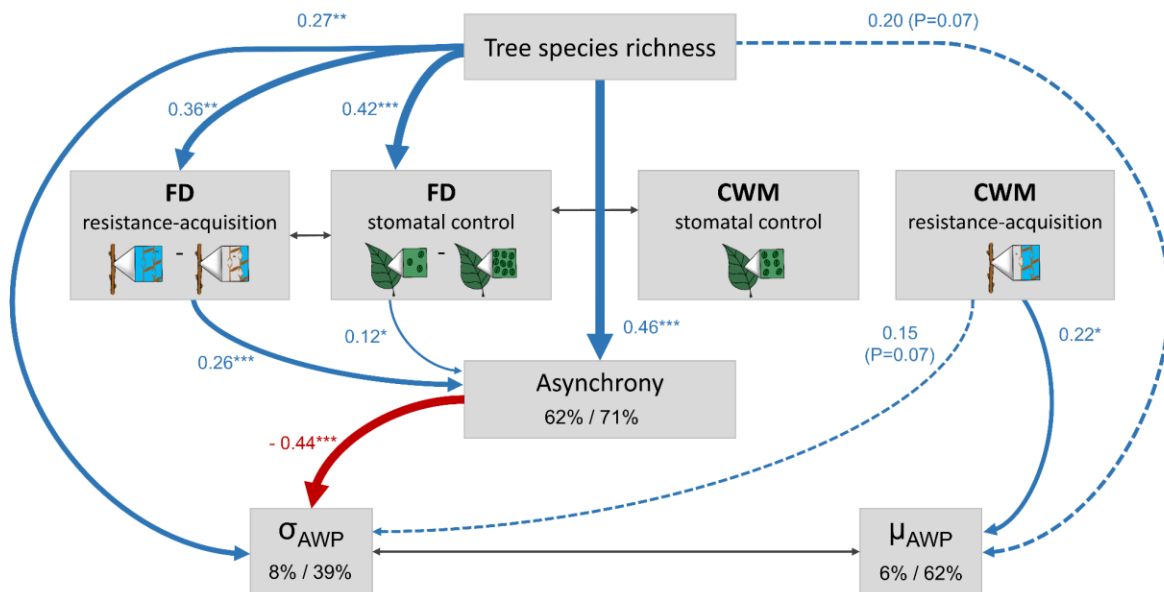 0.27**
0.20 (P=0.07)
Tree species richness
0.36**
0.42***
FD
resistance-acquisition
-
FD
stomatal control
-
CWM
stomatal control
CWM
resistance-acquisition
0.26***
0.12*
0.46***
0.15
(P=0.07)
0.22*
Asynchrony
62% / 71%
- 0.44***
σAWP
8% / 39%
μAWP
6% / 62%